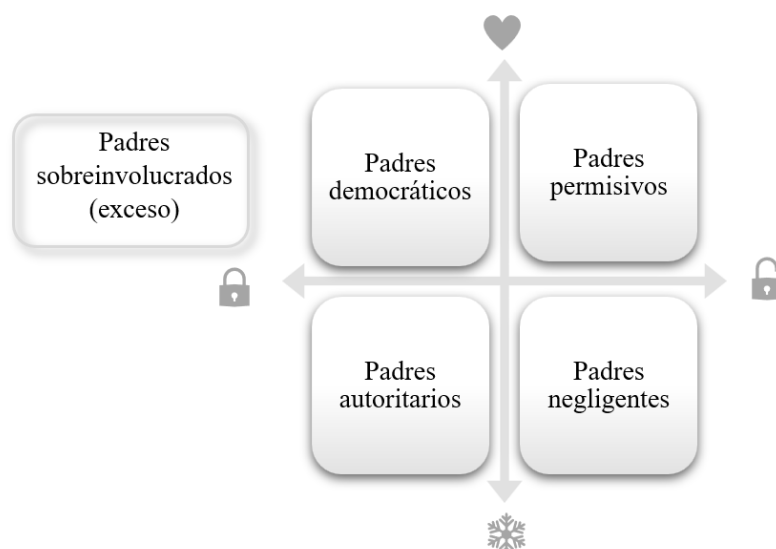 Padres
sobreinvolucrados
(exceso)
Padres
democráticos
Padres
permisivos
Padres
autoritarios
Padres
negligentes